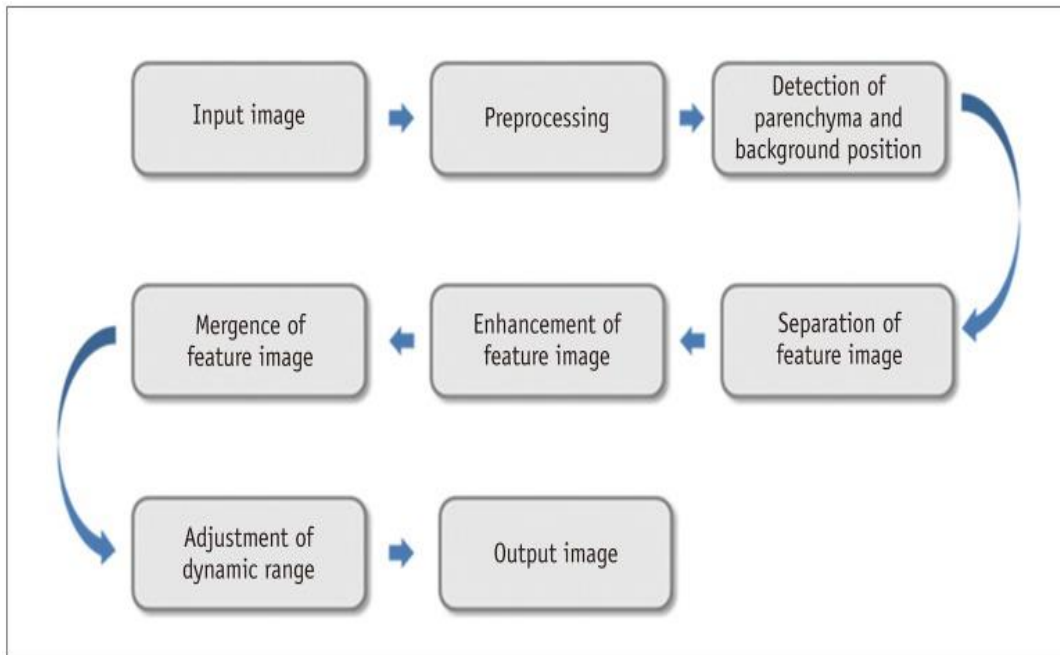 Input image
Preprocessing
Detection of
parenchyma and
background position
Separation of
feature image
Enhancement of
feature image
Mergence of
feature image
Adjustment of
dynamic range
Output image